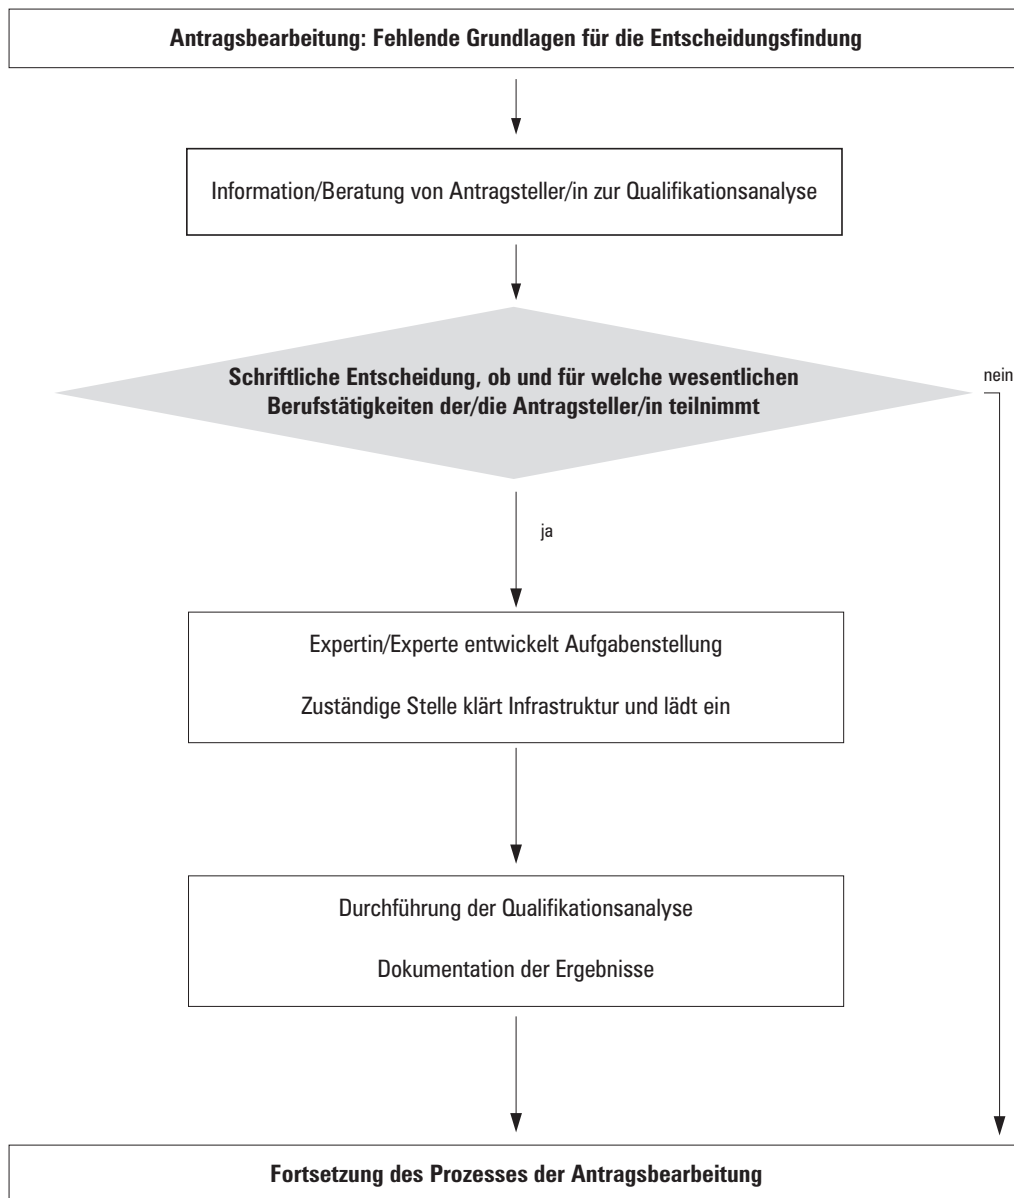 Antragsbearbeitung: Fehlende Grundlagen für die Entscheidungsfindung
Information/Beratung von Antragsteller/in zur Qualifikationsanalyse
Schriftliche Entscheidung, ob und für welche wesentlichen
Berufstätigkeiten der/die Antragsteller/in teilnimmt
nein
ja
Expertin/Experte entwickelt Aufgabenstellung
Zuständige Stelle klärt Infrastruktur und lädt ein
Durchführung der Qualifikationsanalyse
Dokumentation der Ergebnisse
Fortsetzung des Prozesses der Antragsbearbeitung